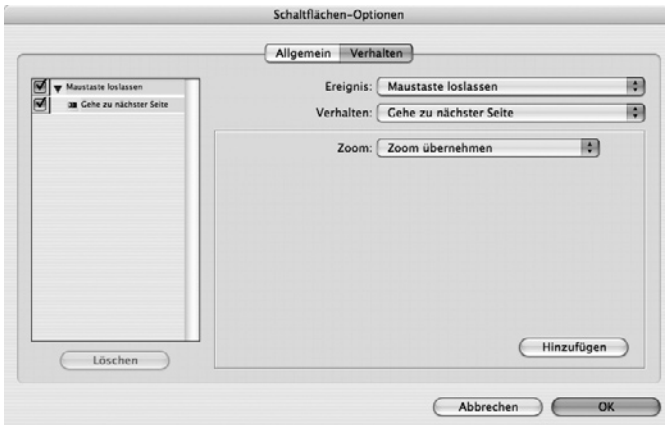 Schaltflächen-Optionen
Allgemein Verhalten
Maustaste loslassen
Gehe zu nächster Seite
Löschen
Ereignis: Maustaste loslassen
Verhalten: Gehe zu nächster Seite
Zoom: Zoom übernehmen
Hinzufügen
Abbrechen OK